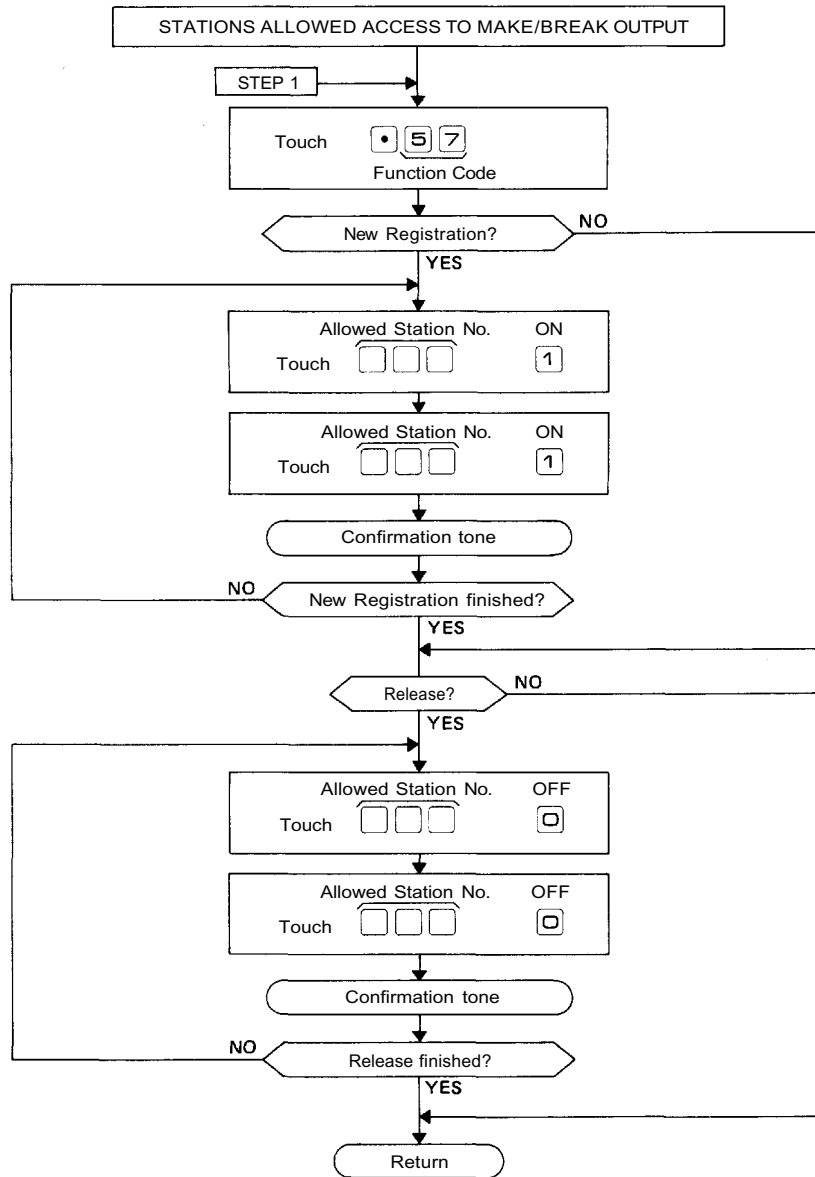 STATIONS ALLOWED ACCESS TO MAKE/BREAK OUTPUT
STEP 1
Touch • 5 7
Function Code
New Registration? NO
YES
Allowed Station No. ON
Touch 1
Allowed Station No. ON
Touch 1
Confirmation tone
NO New Registration finished?
YES
Release? NO
YES
Allowed Station No. OFF
Touch 0
Allowed Station No. OFF
Touch 0
Confirmation tone
NO Release finished?
YES
Return